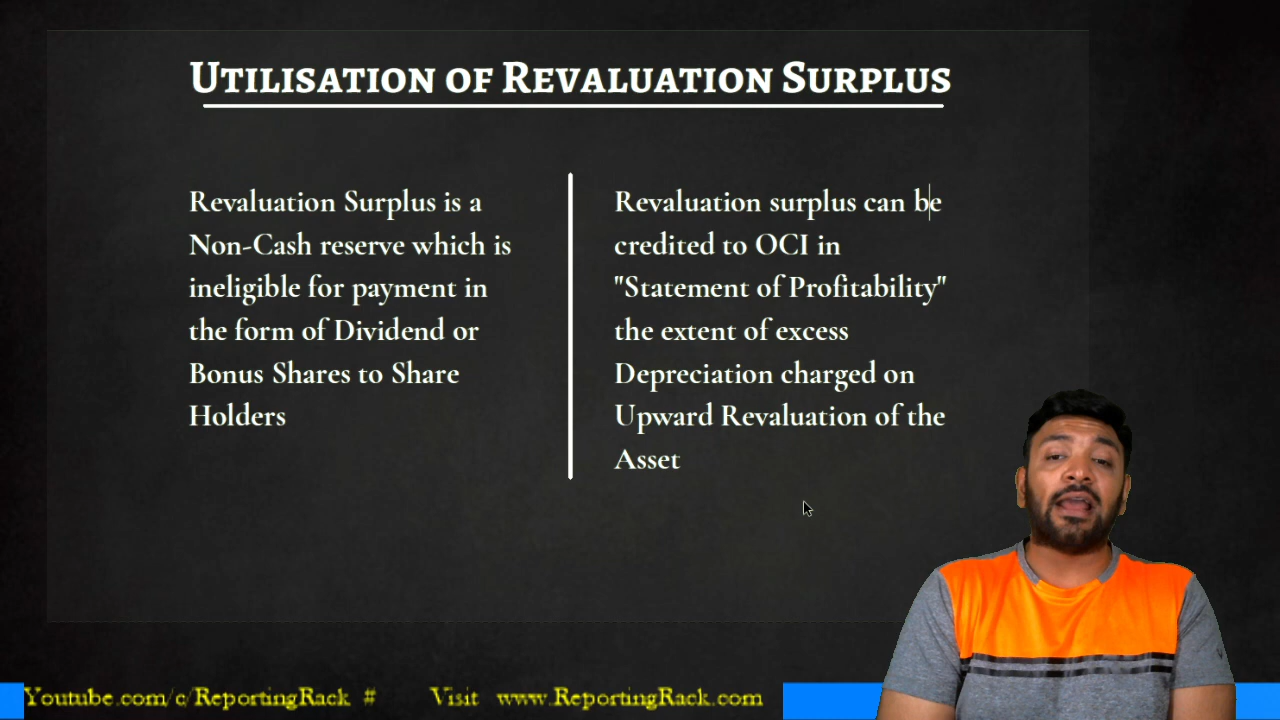 Utilisation of Revaluation Surplus
Revaluation Surplus is a
Non-Cash reserve which is
ineligible for payment in
the form of Dividend or
Bonus Shares to Share
Holders
Revaluation surplus can be
credited to OCI in
"Statement of Profitability"
the extent of excess
Depreciation charged on
Upward Revaluation of the
Asset
Youtube.com/c/ReportingRack # Visit www.ReportingRack.com